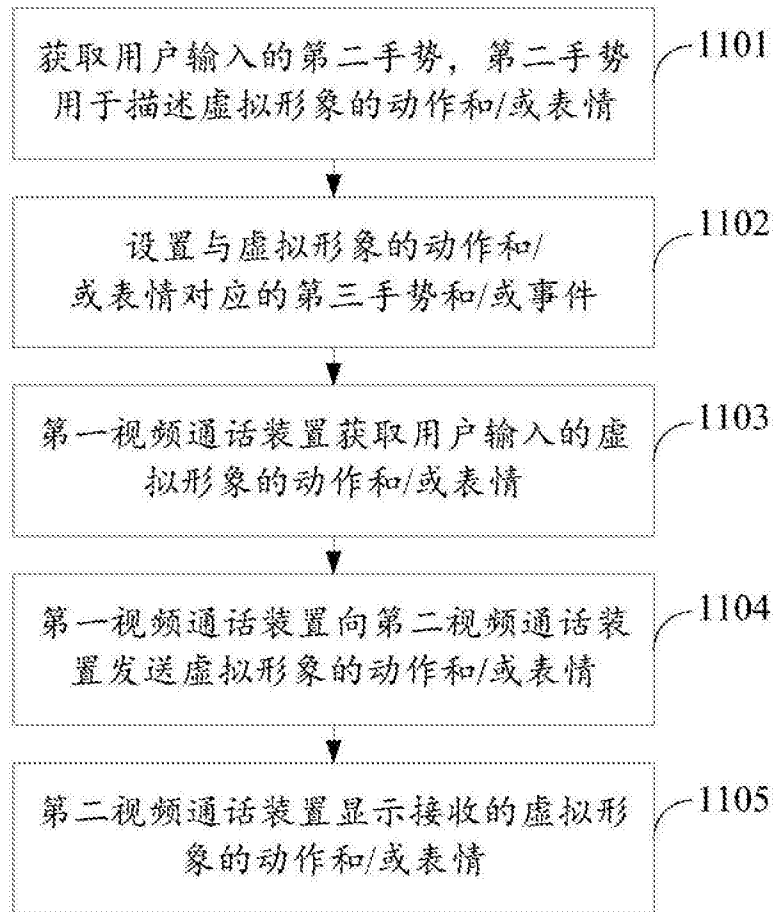 获取用户输入的第二手势，第二手势
用于描述虚拟形象的动作和/或表情
1101
设置与虚拟形象的动作和/
或表情对应的第三手势和/或事件
1102
第一视频通话装置获取用户输入的虚
拟形象的动作和/或表情
1103
第一视频通话装置向第二视频通话装
置发送虚拟形象的动作和/或表情
1104
第二视频通话装置显示接收的虚拟形
象的动作和/或表情
1105